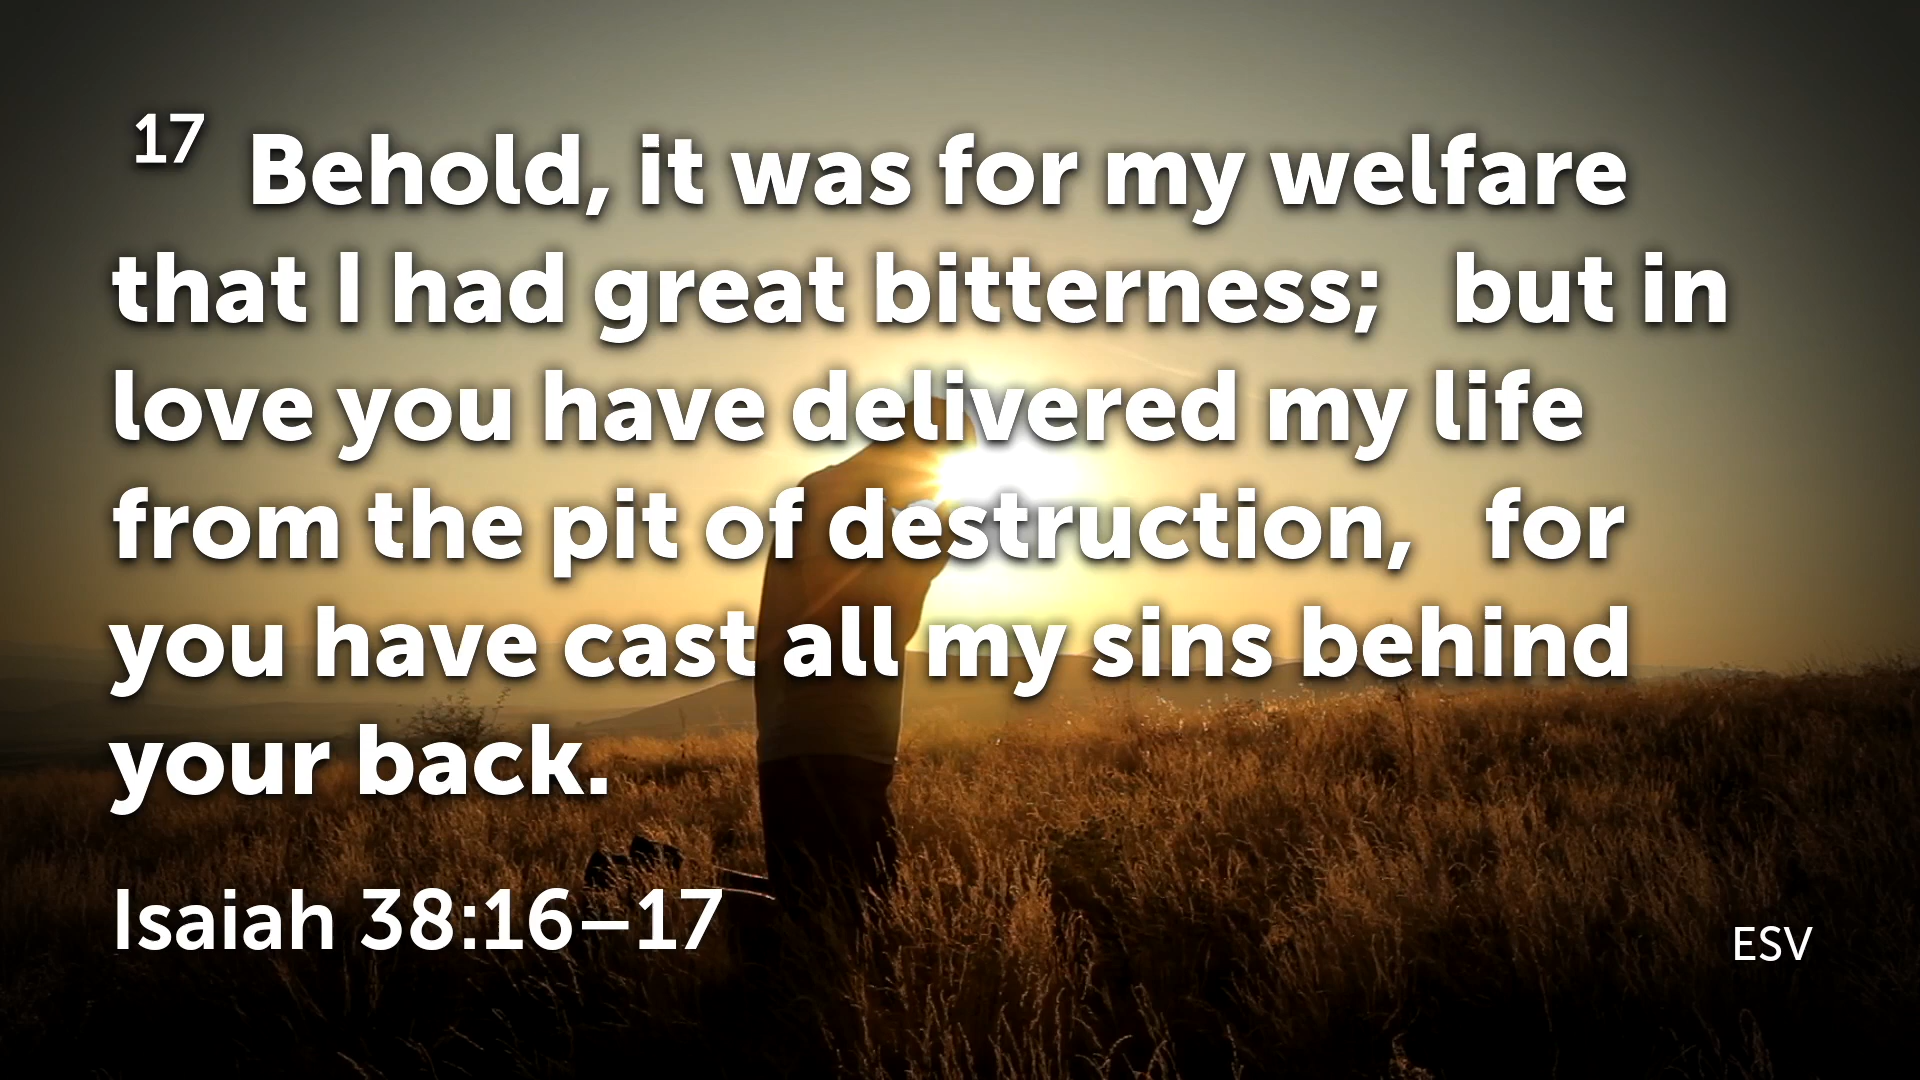 17 Behold, it was for my welfare
that I had great bitterness; but in
love you have delivered my life
from the pit of destruction, for
you have cast all my sins behind
your back.
Isaiah 38:16–17
ESV